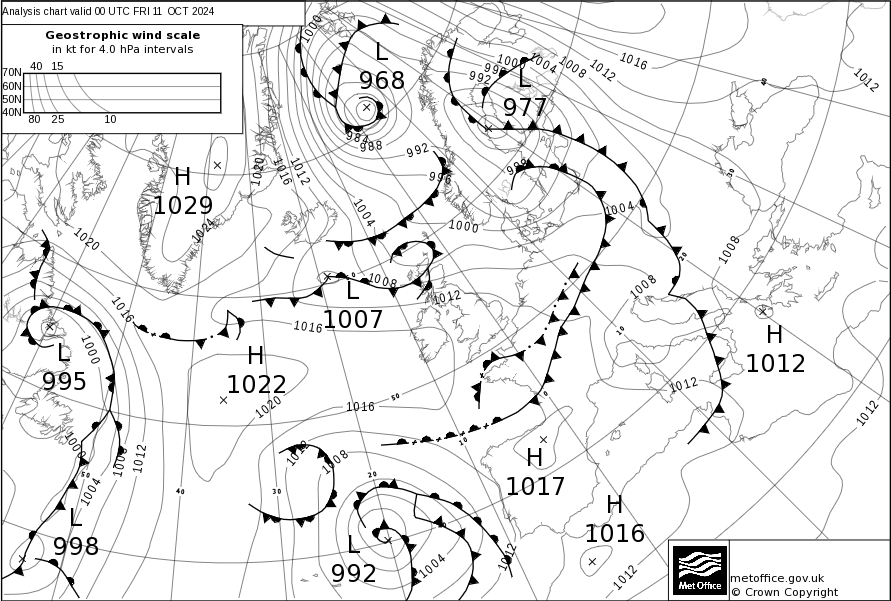 Analysis chart valid 00 UTC FRI 11 OCT 2024
Geostrophic wind scale
in kt for 4.0 hPa intervals
40 15
70N
60N
50N
40N
80 25 10
1000
L
968
984
988
992
996
1000
1004
1008
1012
1016
1012
992
L
977
988
992
996
1000
1004
1008
1008
1020
1016
1012
H
1029
1024
1020
1004
1008
1012
L
1007
1016
1016
H
1022
1020
1016
L
995
1000
1000
1008
1012
1004
L
998
1012
1008
L
992
1004
1012
H
1017
H
1016
1012
H
1012
1012
1012
50
40
30
20
10
10
10
Met Office
metoffice.gov.uk
© Crown Copyright